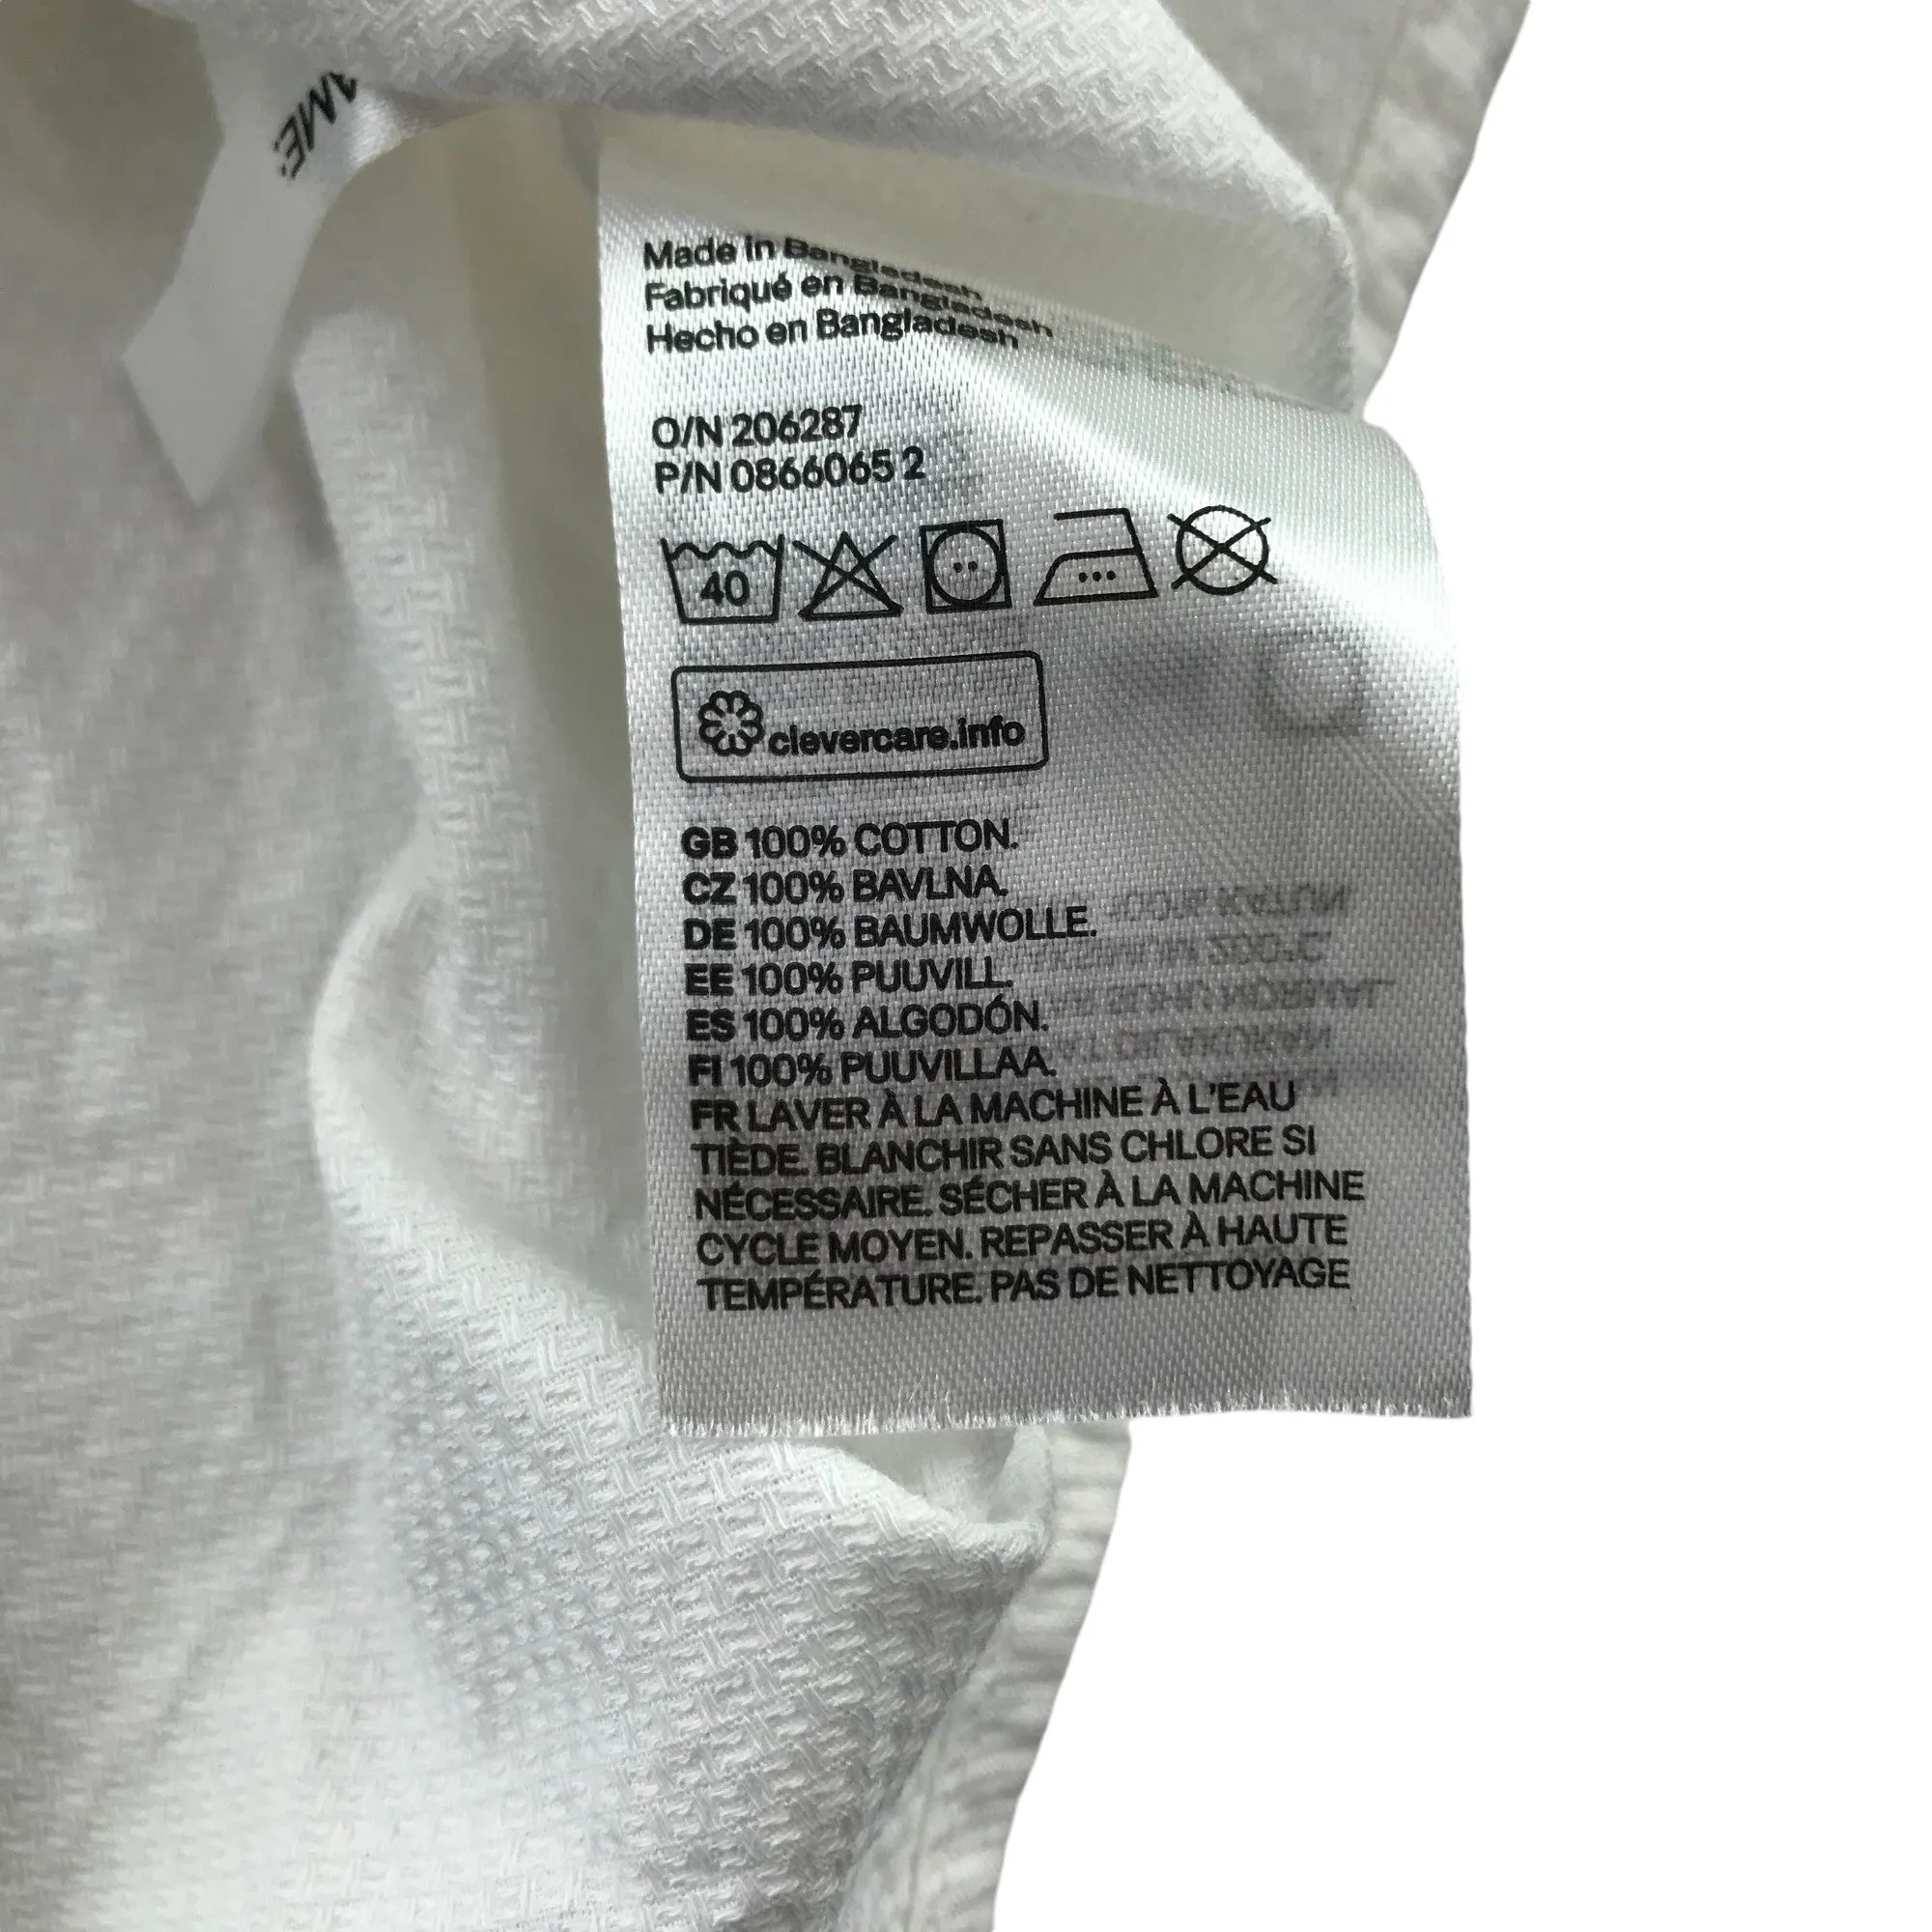 AME:
Made in Bangladesh
Fabriqué en Bangladesh
Hecho en Bangladesh
O/N 206287
P/N 0866065 2
40
clevercare.info
GB 100% COTTON.
CZ 100% BAVLNA.
DE 100% BAUMWOLLE.
EE 100% PUUVILL.
ES 100% ALGODÓN.
FI 100% PUUVILLAA.
FR LAVER À LA MACHINE À L'EAU
TIÈDE. BLANCHIR SANS CHLORE SI
NÉCESSAIRE. SÉCHER À LA MACHINE
CYCLE MOYEN. REPASSER À HAUTE
TEMPÉRATURE. PAS DE NETTOYAGE